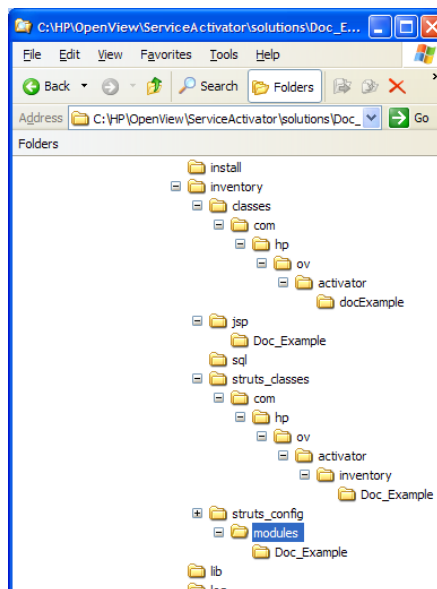 C:\HP\OpenView\ServiceActivator\solutions\Doc_E...
File Edit View Favorites Tools Help
Back Search Folders »
Address C:\HP\OpenView\ServiceActivator\solutions\Doc_ Go
Folders
install
inventory
classes
com
hp
ov
activator
docExample
jsp
Doc_Example
sql
struts_classes
com
hp
ov
activator
inventory
Doc_Example
struts_config
modules
Doc_Example
lib